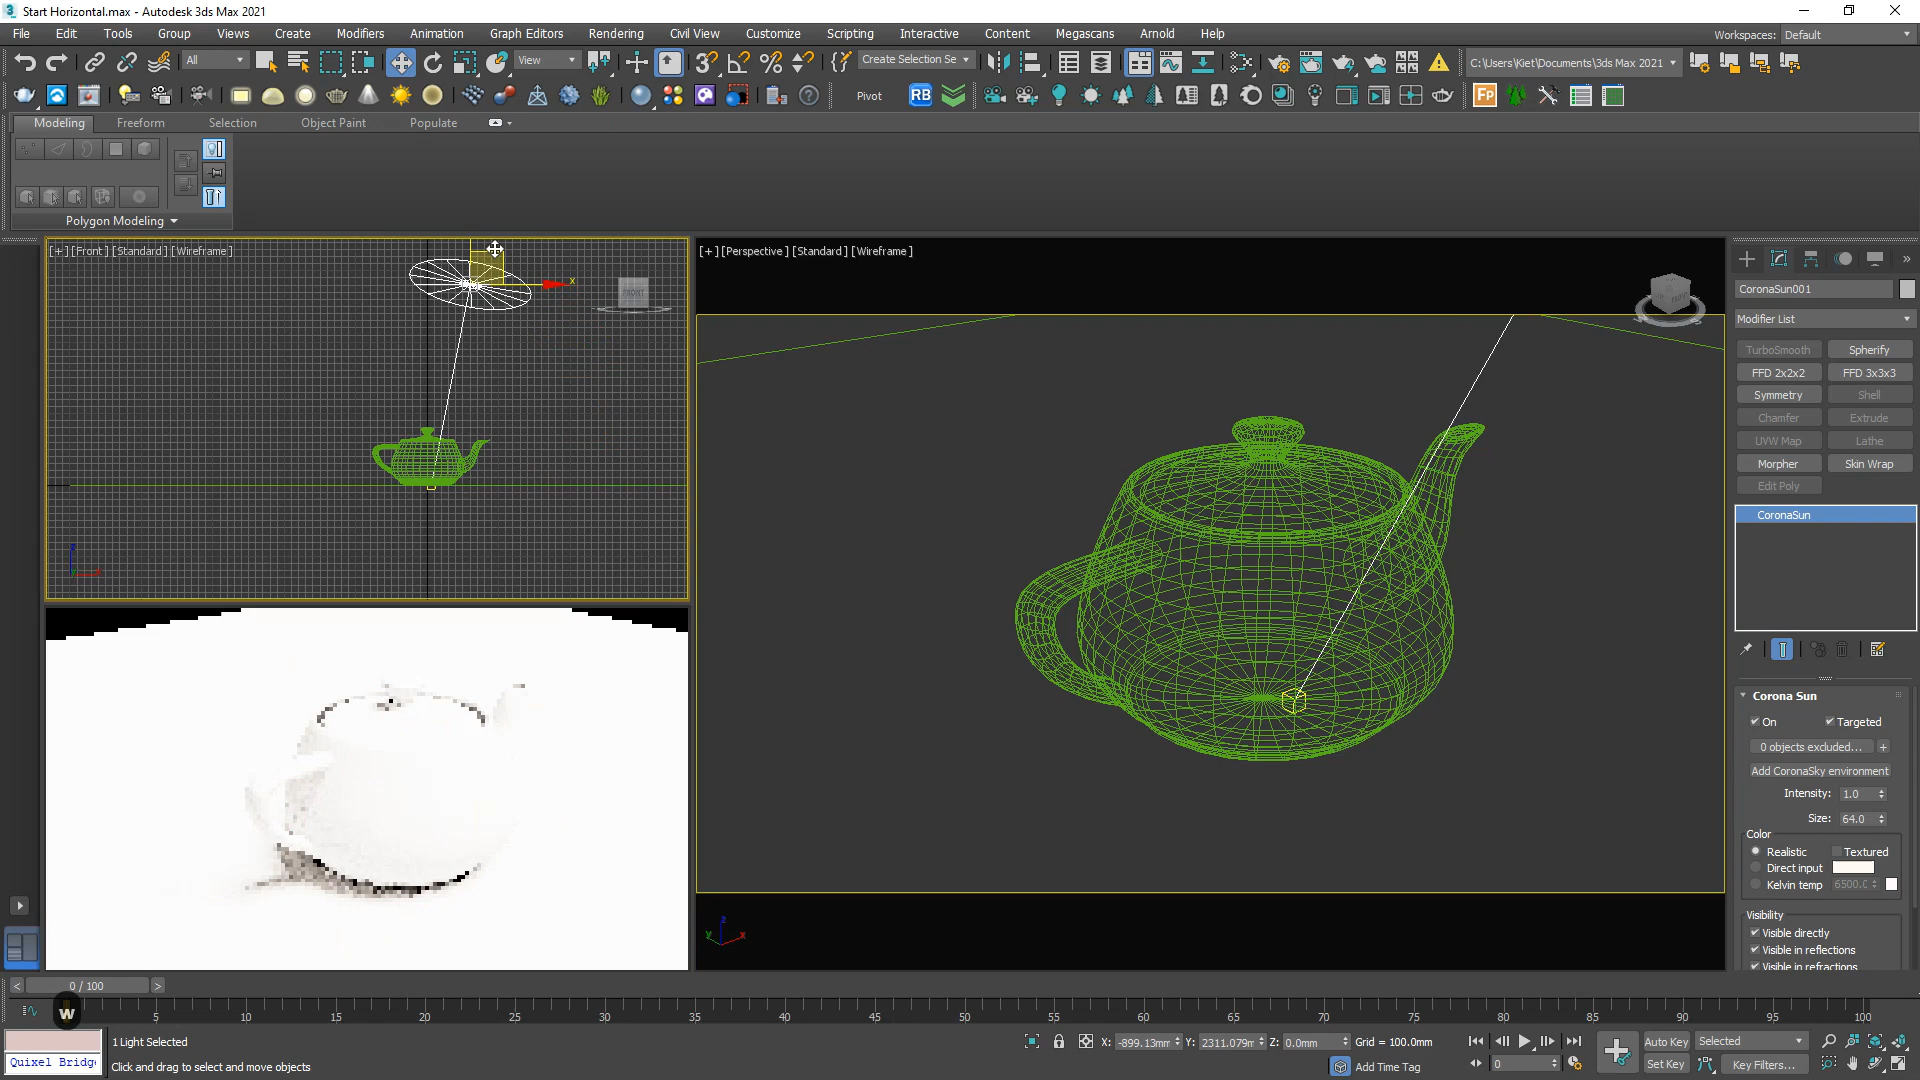 Start Horizontal.max - Autodesk 3ds Max 2021
File Edit Tools Group Views Create Modifiers Animation Graph Editors Rendering Civil View Customize Scripting Interactive Content Megascans Arnold Help
Workspaces: Default
All
View
Create Selection Se
C:\Users\Kiet\Documents\3ds Max 2021
Pivot
RB
Fp
Modeling Freeform Selection Object Paint Populate
Polygon Modeling
[+] [Front] [Standard] [Wireframe]
x
FRONT
[+] [Perspective] [Standard] [Wireframe]
CoronaSun001
Modifier List
TurboSmooth Spherify
FFD 2x2x2 FFD 3x3x3
Symmetry Shell
Chamfer Extrude
UVW Map Lathe
Morpher Skin Wrap
Edit Poly
CoronaSun
Corona Sun
On Targeted
0 objects excluded... +
Add CoronaSky environment
Intensity: 1.0
Size: 64.0
Color
Realistic Textured
Direct input
Kelvin temp 6500.0
Visibility
Visible directly
Visible in reflections
Visible in refractions
z
x
z
y x
< 0 / 100 >
w
5 10 15 20 25 30 35 40 45 50 55 60 65 70 75 80 85 90 95 100
1 Light Selected
X: -899.13mm Y: 2311.079m Z: 0.0mm Grid = 100.0mm
Auto Key Selected
Quixel Bridg
Click and drag to select and move objects
Add Time Tag
0
Set Key Key Filters...